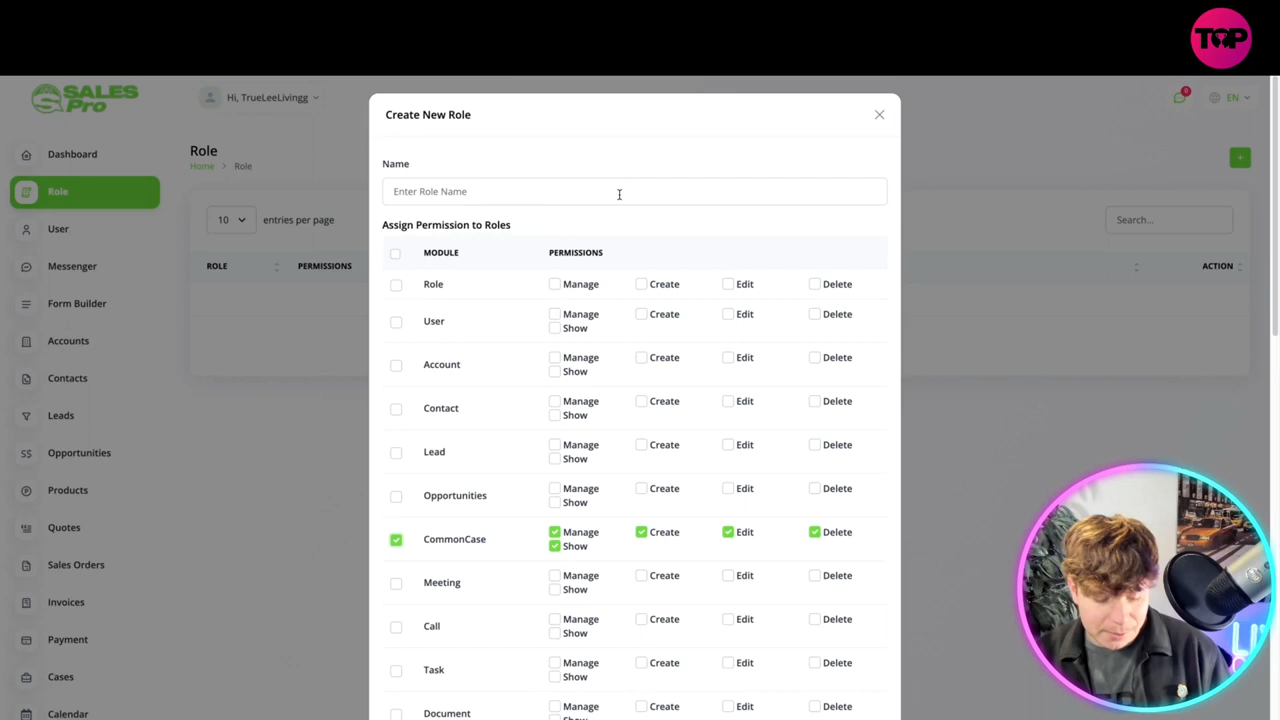 TOP
SALES
Pro
Hi, TrueLeeLivingg
0
EN
Create New Role
Name
Enter Role Name
Assign Permission to Roles
MODULE PERMISSIONS
Role Manage Create Edit Delete
User Manage Create Edit Delete
Show
Account Manage Create Edit Delete
Show
Contact Manage Create Edit Delete
Show
Lead Manage Create Edit Delete
Show
Opportunities Manage Create Edit Delete
Show
CommonCase Manage Create Edit Delete
Show
Meeting Manage Create Edit Delete
Show
Call Manage Create Edit Delete
Show
Task Manage Create Edit Delete
Show
Document Manage Create Edit Delete
Role
Home > Role
+
10 entries per page
Search...
ROLE PERMISSIONS ACTION
Dashboard
Role
User
Messenger
Form Builder
Accounts
Contacts
Leads
Opportunities
Products
Quotes
Sales Orders
Invoices
Payment
Cases
Calendar